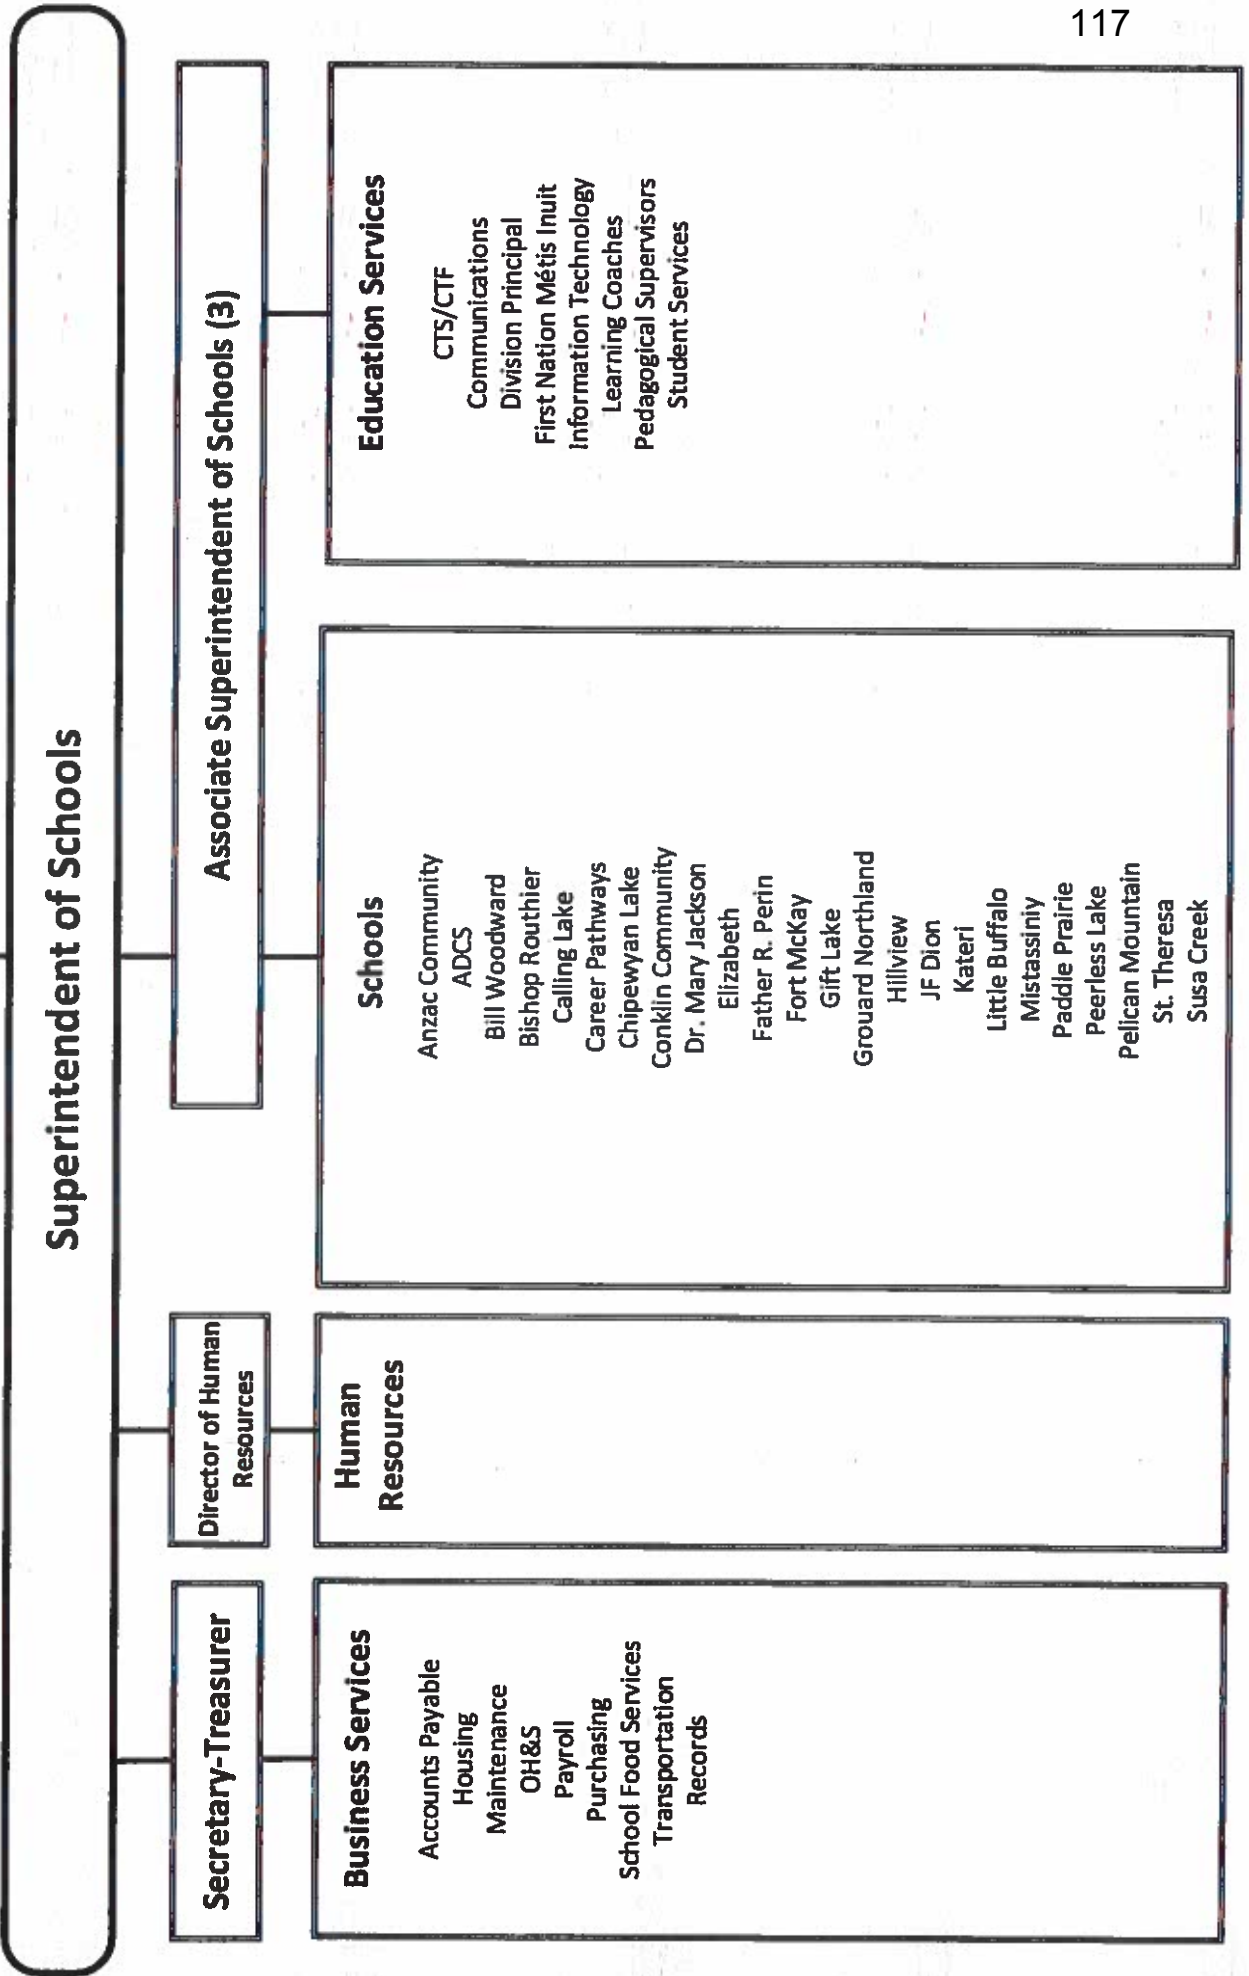 117
Superintendent of Schools
Secretary-Treasurer
Director of Human
Resources
Associate Superintendent of Schools (3)
Business Services
Accounts Payable
Housing
Maintenance
OH&S
Payroll
Purchasing
School Food Services
Transportation
Records
Human
Resources
Schools
Anzac Community
ADCS
Bill Woodward
Bishop Routhier
Calling Lake
Career Pathways
Chipewyan Lake
Conklin Community
Dr. Mary Jackson
Elizabeth
Father R. Perin
Fort McKay
Gift Lake
Grouard Northland
Hillview
JF Dion
Kateri
Little Buffalo
Mistassiniy
Paddle Prairie
Peerless Lake
Pelican Mountain
St. Theresa
Susa Creek
Education Services
CTS/CTF
Communications
Division Principal
First Nation Métis Inuit
Information Technology
Learning Coaches
Pedagogical Supervisors
Student Services